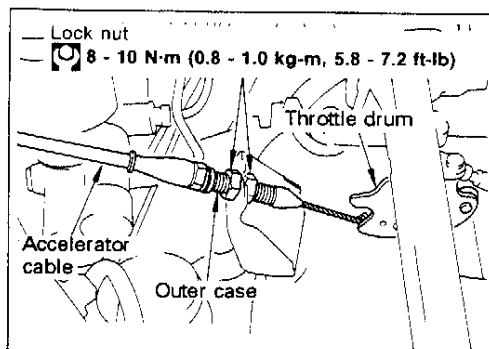 Lock nut
8 - 10 N·m (0.8 - 1.0 kg-m, 5.8 - 7.2 ft-lb)
Throttle drum
Accelerator
cable
Outer case